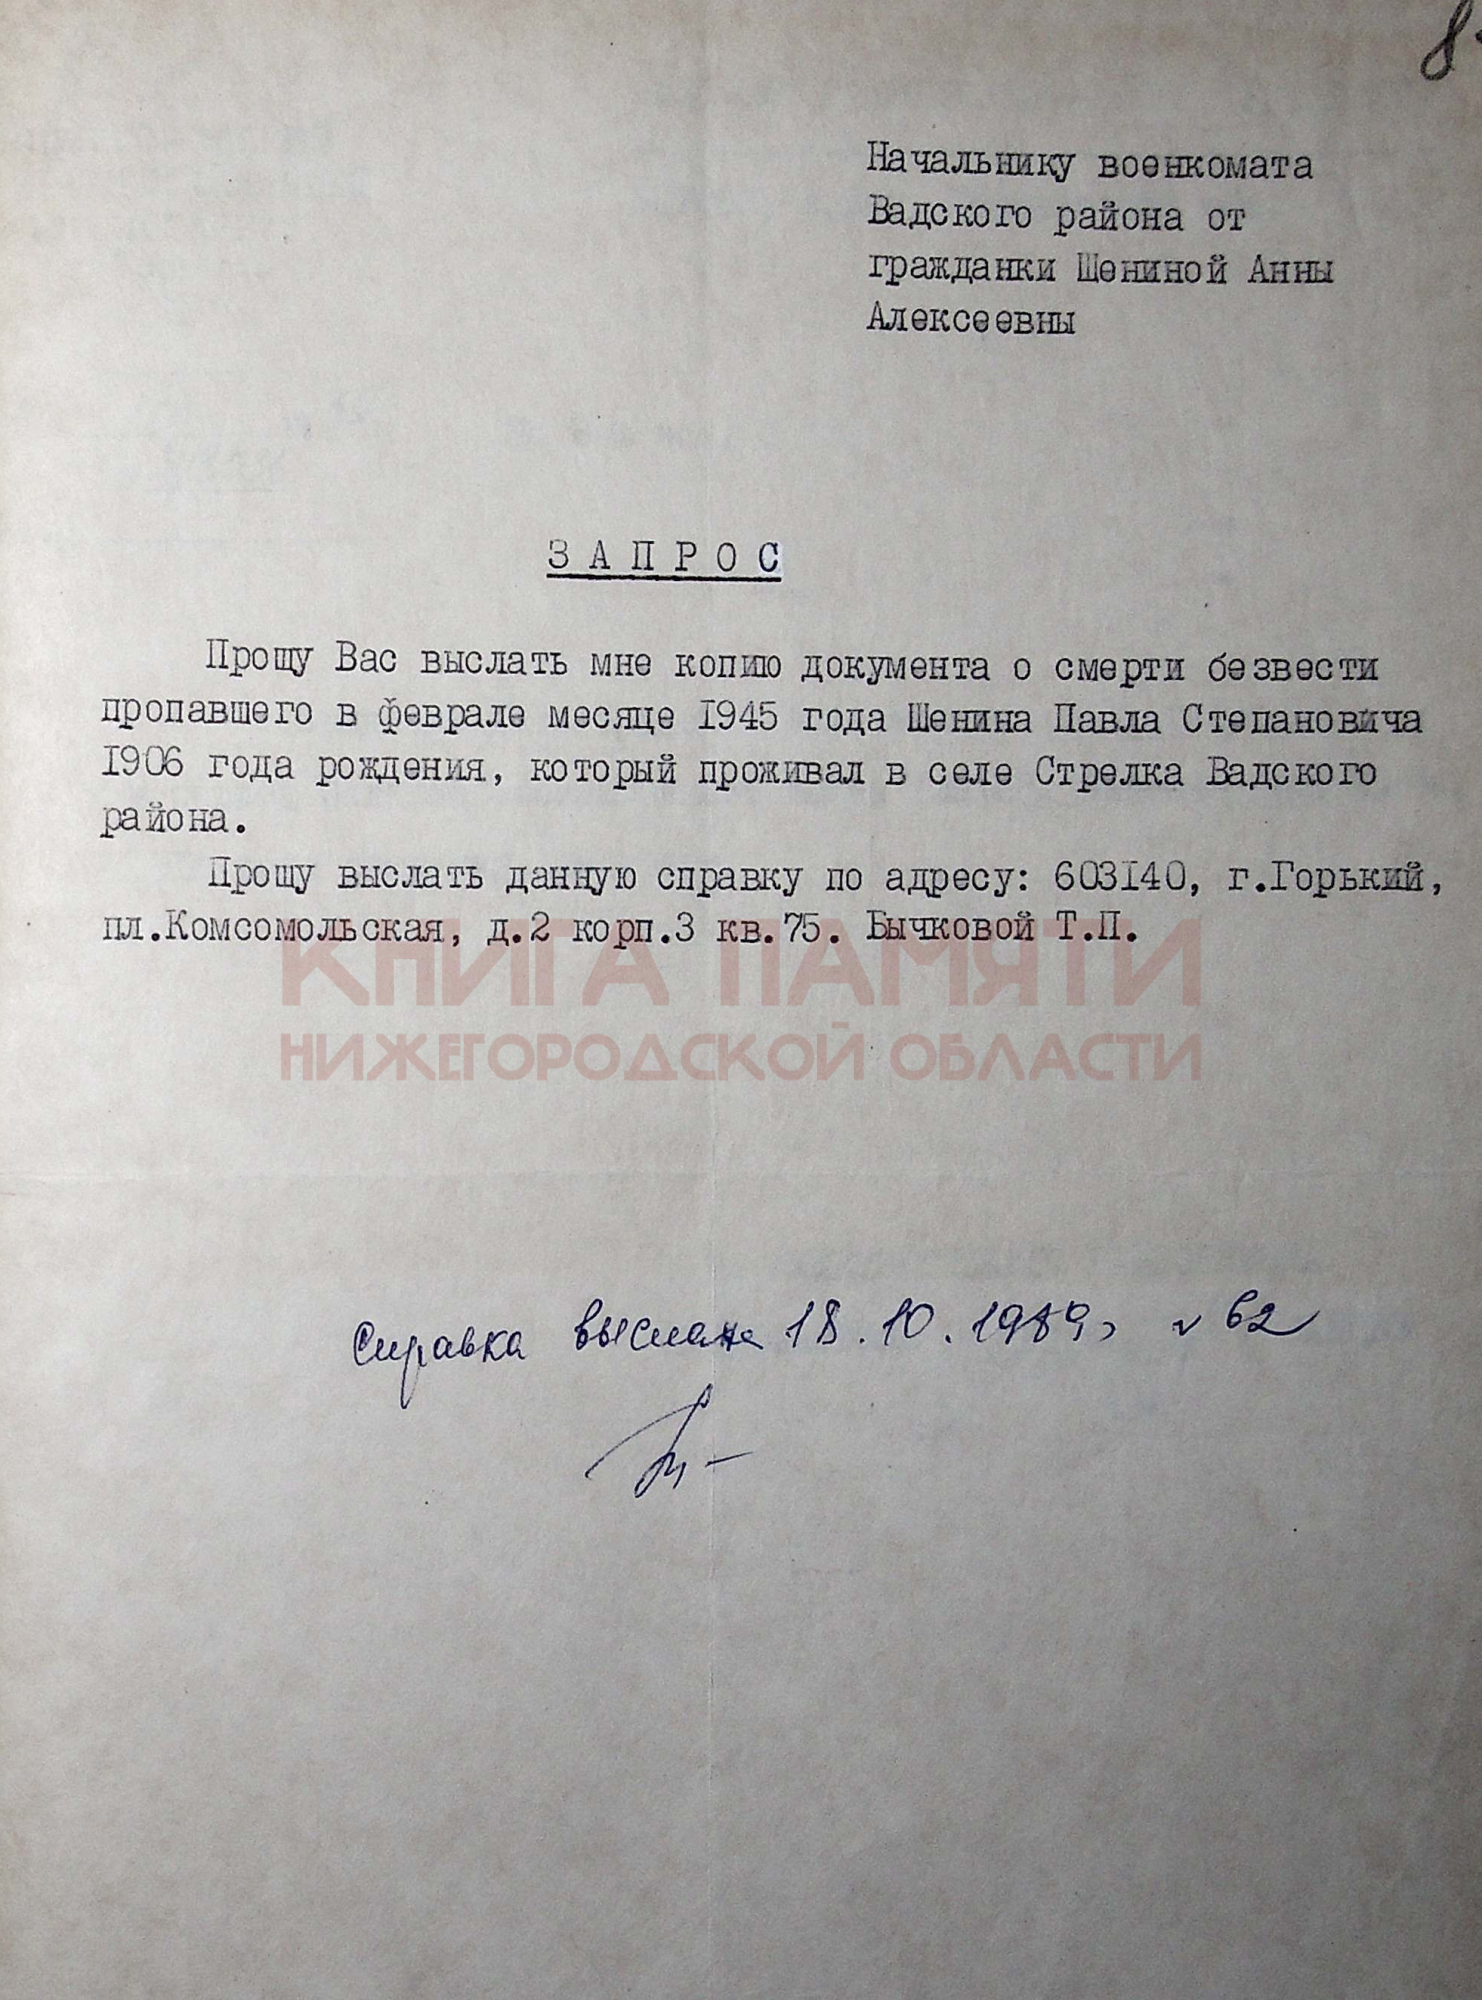 8
Начальнику военкомата
Вадского района от
гражданки Шениной Анны
Алексеевны
ЗАПРОС
Прошу Вас выслать мне копию документа о смерти безвести
пропавшего в феврале месяце 1945 года Шенина Павла Степановича
1906 года рождения, который проживал в селе Стрелка Вадского
района.
Прошу выслать данную справку по адресу: 603140, г.Горький,
пл.Комсомольская, д.2 корп.3 кв.75. Бычковой Т.П.
КНИГА ПАМЯТИ
НИЖЕГОРОДСКОЙ ОБЛАСТИ
Справка выслана 18.10.1989г 62